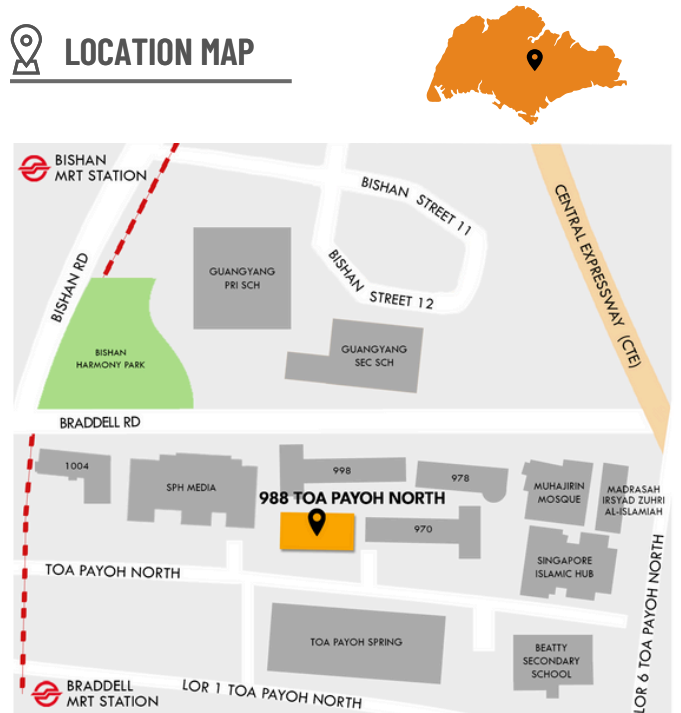 LOCATION MAP
BISHAN
MRT STATION
BISHAN STREET 11
CENTRAL EXPRESSWAY (CTE)
BISHAN RD
GUANGYANG
PRI SCH
BISHAN STREET 12
GUANGYANG
SEC SCH
BISHAN
HARMONY PARK
BRADDELL RD
1004
SPH MEDIA
998
978
MUHAJIRIN
MOSQUE
MADRASAH
IRSYAD ZUHRI
AL-ISLAMIAH
988 TOA PAYOH NORTH
970
SINGAPORE
ISLAMIC HUB
TOA PAYOH NORTH
LOR 6 TOA PAYOH NORTH
TOA PAYOH SPRING
BEATTY
SECONDARY
SCHOOL
BRADDELL
MRT STATION
LOR 1 TOA PAYOH NORTH